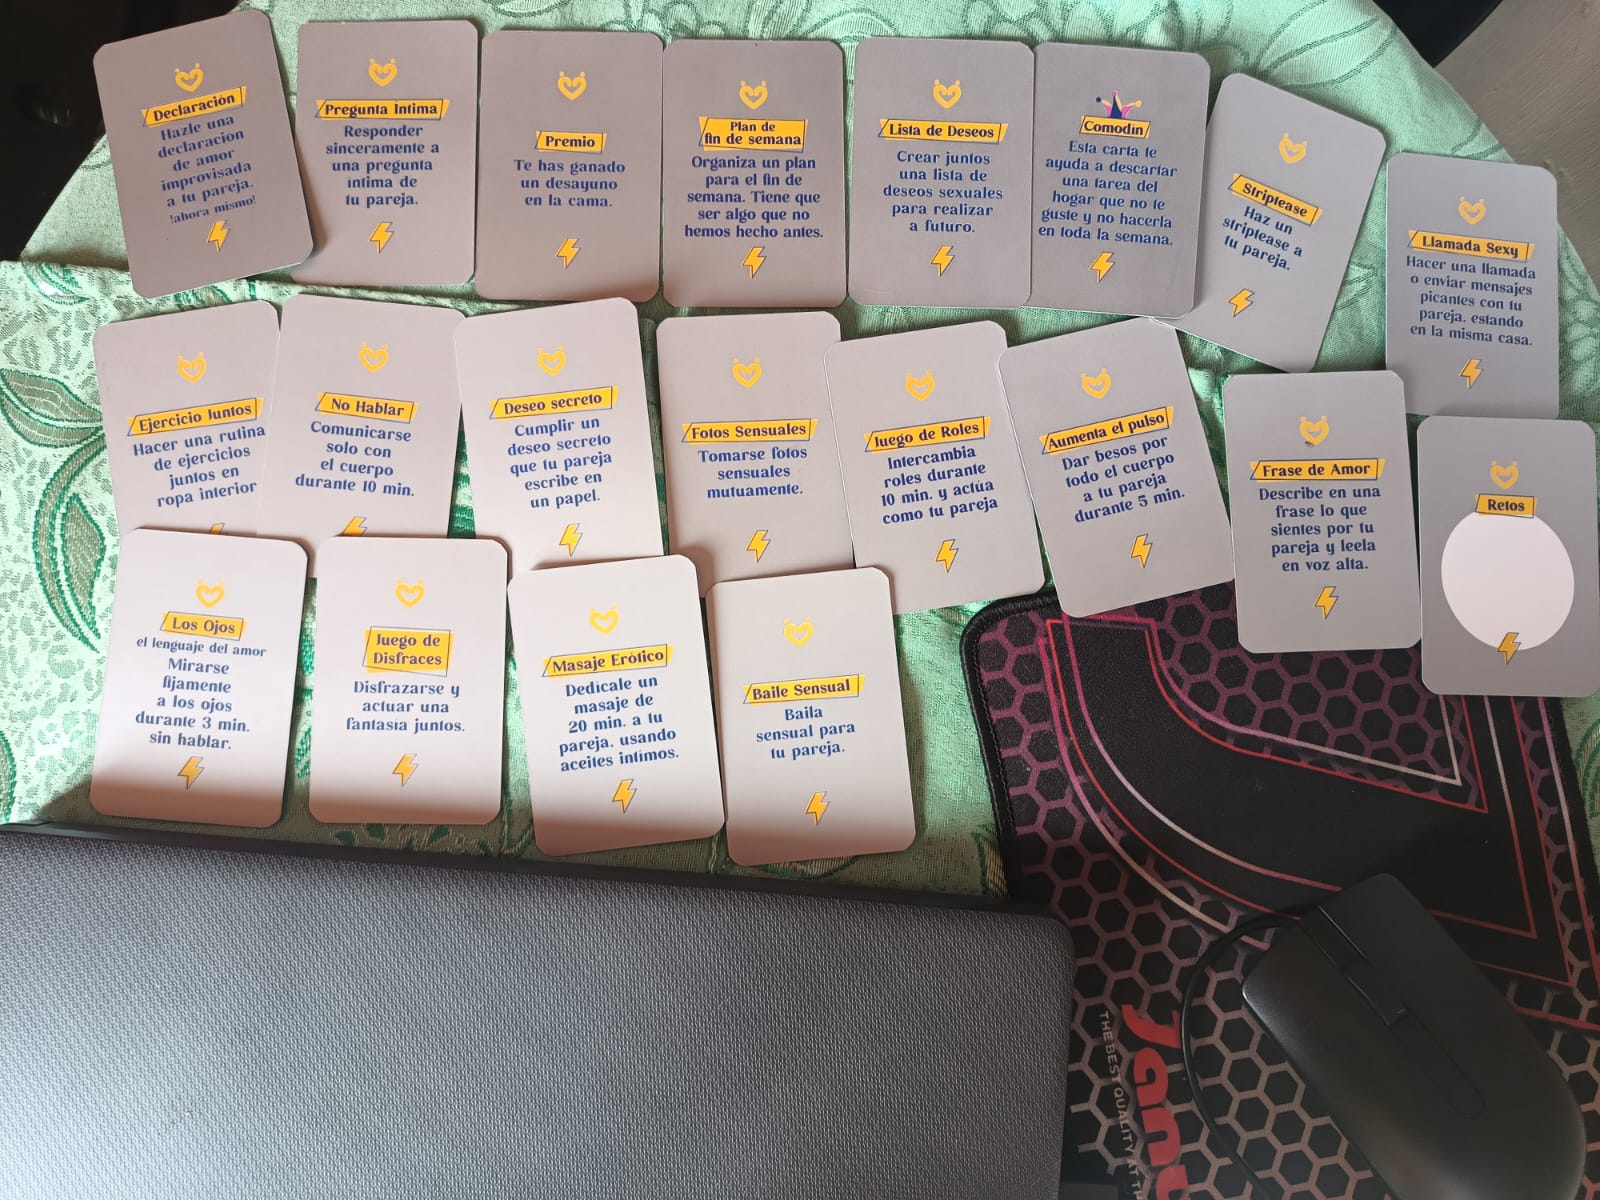 Declaración
Hazle una
declaración
de amor
improvisada
a tu pareja.
!ahora mismo!
Pregunta Íntima
Responder
sinceramente a
una pregunta
íntima de
tu pareja.
Premio
Te has ganado
un desayuno
en la cama.
Plan de
fin de semana
Organiza un plan
para el fin de
semana. Tiene que
ser algo que no
hemos hecho antes.
Lista de Deseos
Crear juntos
una lista de
deseos sexuales
para realizar
a futuro.
Comodín
Esta carta te
ayuda a descartar
una tarea del
hogar que no te
guste y no hacerla
en toda la semana.
Striptease
Haz un
striptease a
tu pareja.
Llamada Sexy
Hacer una llamada
o enviar mensajes
picantes con tu
pareja, estando
en la misma casa.
Ejercicio Juntos
Hacer una rutina
de ejercicios
juntos en
ropa interior
No Hablar
Comunicarse
solo con
el cuerpo
durante 10 min.
Deseo secreto
Cumplir un
deseo secreto
que tu pareja
escribe en
un papel.
Fotos Sensuales
Tomarse fotos
sensuales
mutuamente.
Juego de Roles
Intercambia
roles durante
10 min. y actúa
como tu pareja
Aumenta el pulso
Dar besos por
todo el cuerpo
a tu pareja
durante 5 min.
Frase de Amor
Describe en una
frase lo que
sientes por tu
pareja y leela
en voz alta.
Retos
Los Ojos
el lenguaje del amor
Mirarse
fijamente
a los ojos
durante 3 min.
sin hablar.
Juego de
Disfraces
Disfrazarse y
actuar una
fantasía juntos.
Masaje Erótico
Dedícale un
masaje de
20 min. a tu
pareja, usando
aceites íntimos.
Baile Sensual
Baila
sensual para
tu pareja.
THE BEST QUALITY AT